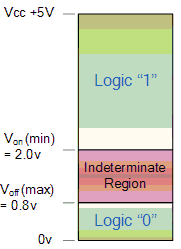 Vcc +5V
Logic "1"
Von (min)
= 2.0v
Indeterminate
Region
Voff (max)
= 0.8v
Logic "0"
0v